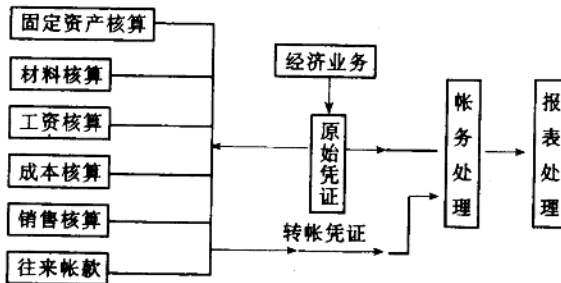 固定资产核算
材料核算
工资核算
成本核算
销售核算
往来帐款
经济业务
原始凭证
转帐凭证
帐务处理
报表处理